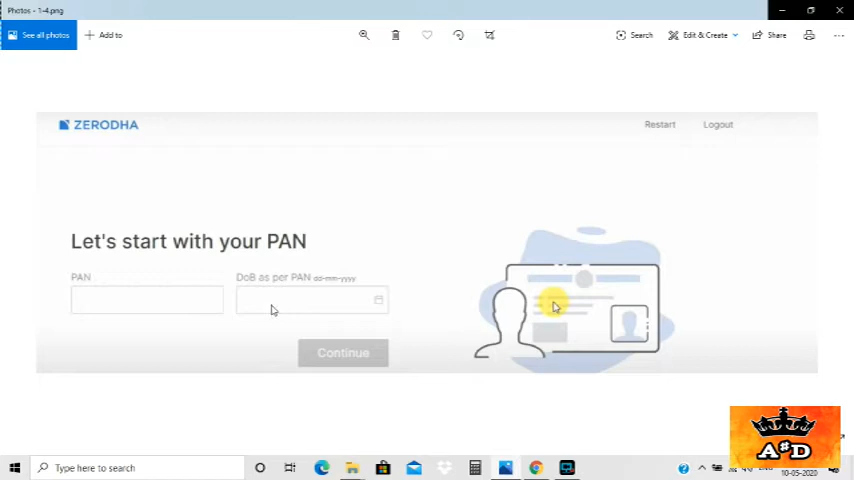 Photos - 1-4.png
See all photos
Add to
Search
Edit & Create
Share
ZERODHA
Restart
Logout
Let's start with your PAN
PAN
DoB as per PAN dd-mm-yyyy
Continue
A#D
Type here to search
10-05-2020